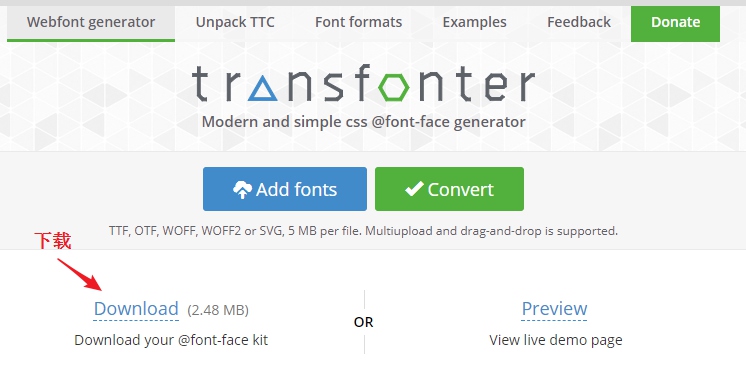 Webfont generator Unpack TTC Font formats Examples Feedback Donate
transfonter
Modern and simple css @font-face generator
Add fonts Convert
TTF, OTF, WOFF, WOFF2 or SVG, 5 MB per file. Multiupload and drag-and-drop is supported.
下载
Download (2.48 MB) OR Preview
Download your @font-face kit View live demo page